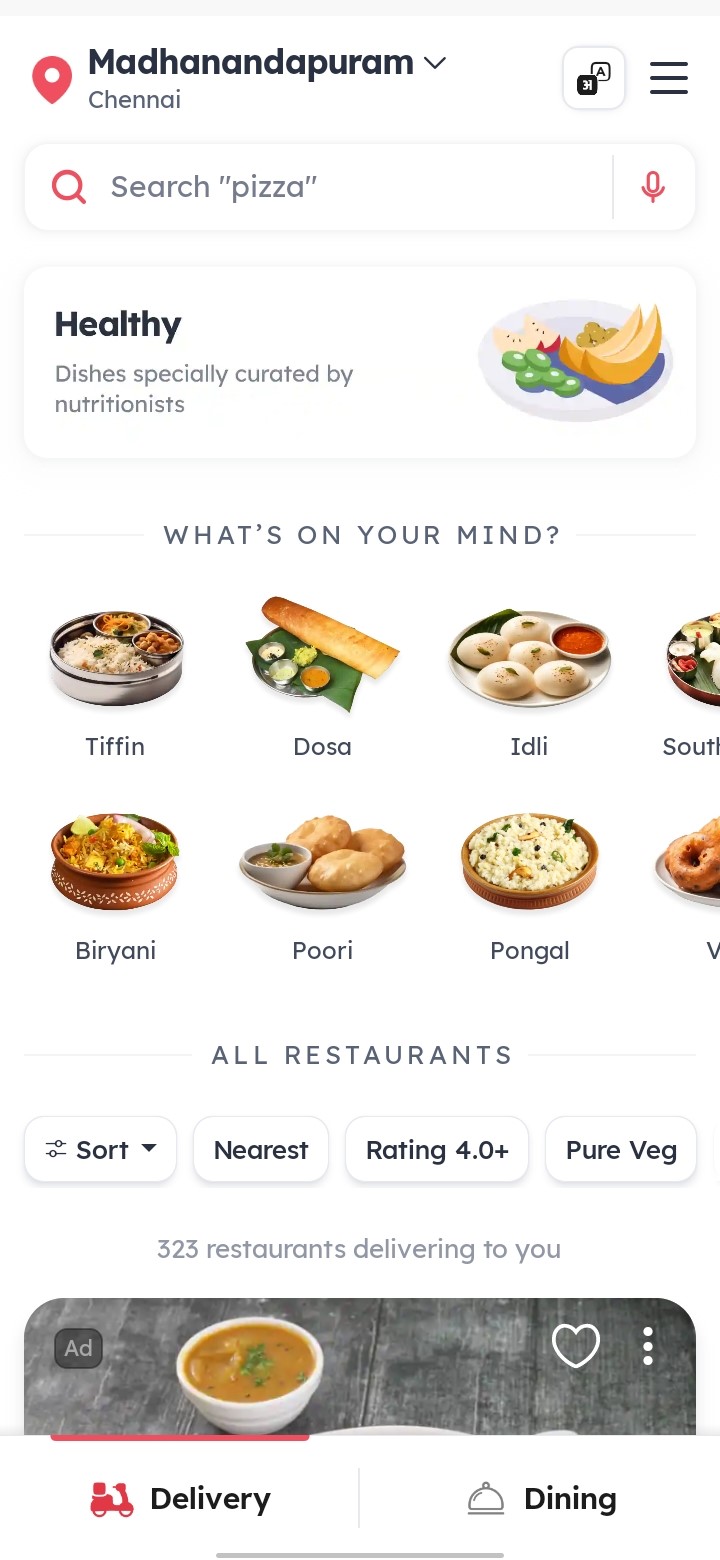 Madhanandapuram
Chennai
अ A
Search "pizza"
Healthy
Dishes specially curated by
nutritionists
WHAT’S ON YOUR MIND?
Tiffin
Dosa
Idli
South
Biryani
Poori
Pongal
V
ALL RESTAURANTS
Sort
Nearest
Rating 4.0+
Pure Veg
323 restaurants delivering to you
Ad
Delivery
Dining